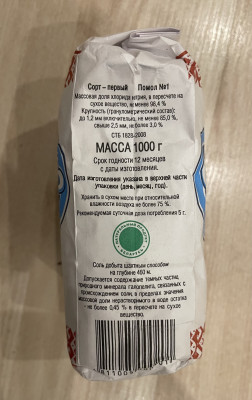 Сорт – первый Помол №1
Массовая доля хлорида натрия, в пересчете на
сухое вещество, не менее 98,4 %
Крупность (гранулометрический состав):
до 1,2 мм включительно, не менее 85,0 %,
свыше 2,5 мм, не более 3,0 %
СТБ 1828-2008
МАССА 1000 г
Срок годности 12 месяцев
с даты изготовления.
Дата изготовления указана в верхней части
упаковки (день, месяц, год).
Хранить в сухом месте при относительной
влажности воздуха не более 75 %.
Рекомендуемая суточная доза потребления 5 г.
Соль добыта шахтным способом
на глубине 460 м.
Допускается содержание темных частиц
природного минерала галопелита, связанных с
происхождением соли, в пределах значения
массовой доли нерастворимого в воде остатка
не более 0,45 % в пересчете на сухое вещество.